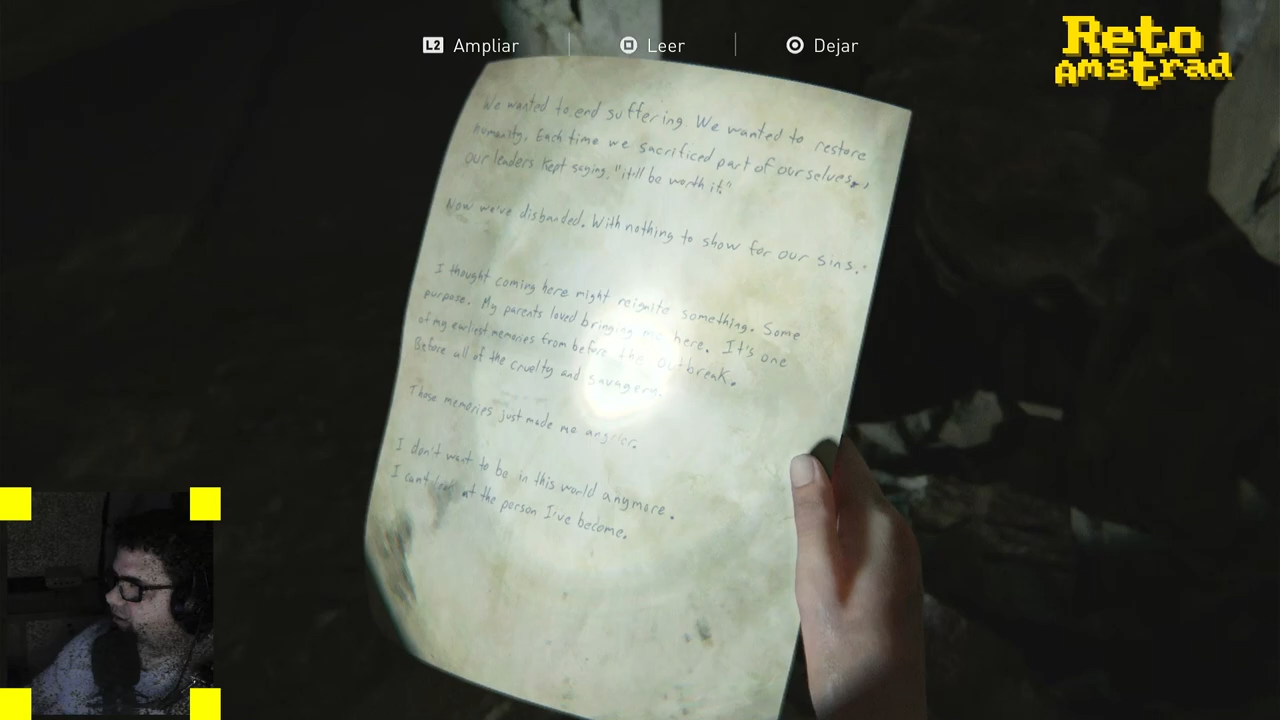 L2 Ampliar
Leer
Dejar
Reto
Amstrad
We wanted to end suffering. We wanted to restore
humanity. Each time we sacrificed part of ourselves,
our leaders kept saying, "it'll be worth it."
Now we've disbanded. With nothing to show for our sins.
I thought coming here might reignite something. Some
purpose. My parents loved bringing me here. It's one
of my earliest memories from before the outbreak.
Before all of the cruelty and savagery.
Those memories just made me angrier.
I don't want to be in this world anymore.
I can't look at the person I've become.